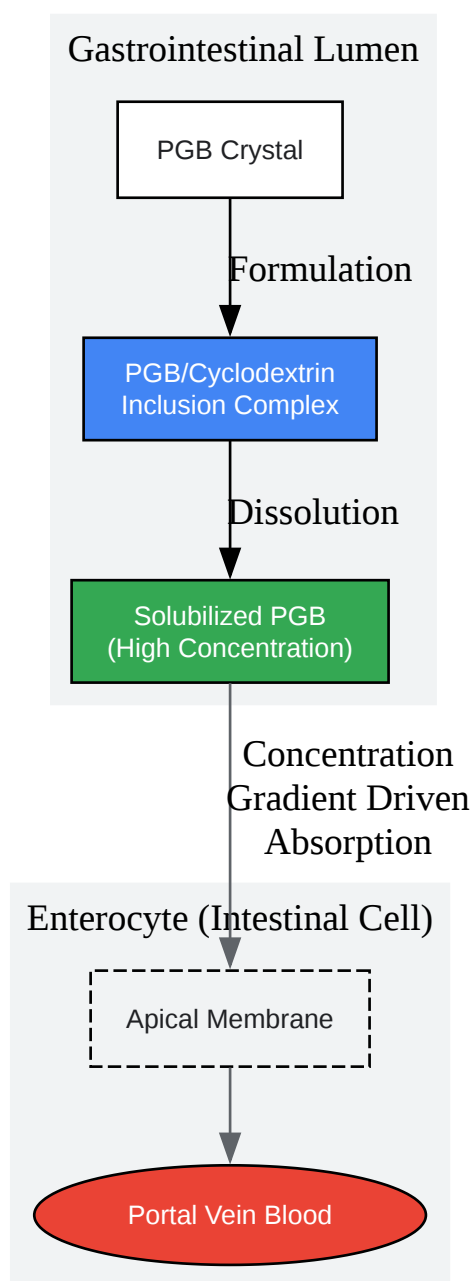 Gastrointestinal Lumen
PGB Crystal
Formulation
PGB/Cyclodextrin
Inclusion Complex
Dissolution
Solubilized PGB
(High Concentration)
Concentration
Gradient Driven
Absorption
Enterocyte (Intestinal Cell)
Apical Membrane
Portal Vein Blood